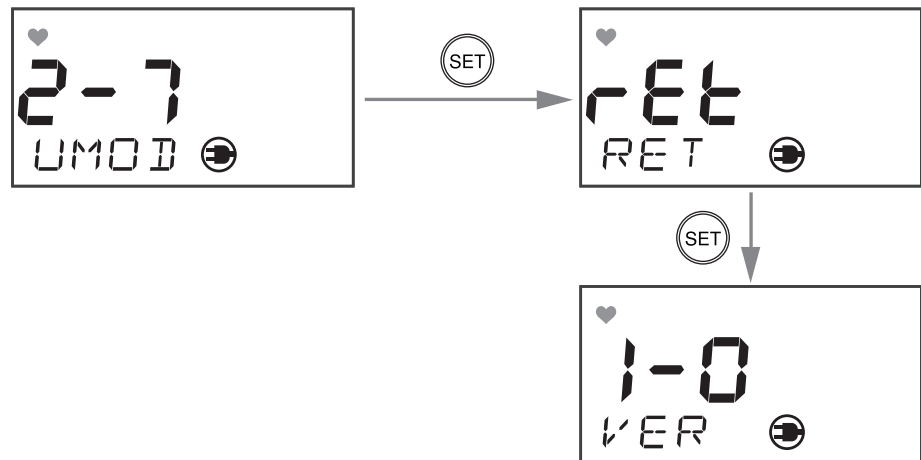 2-7
UMOD
SET
rEt
RET
SET
1-0
VER